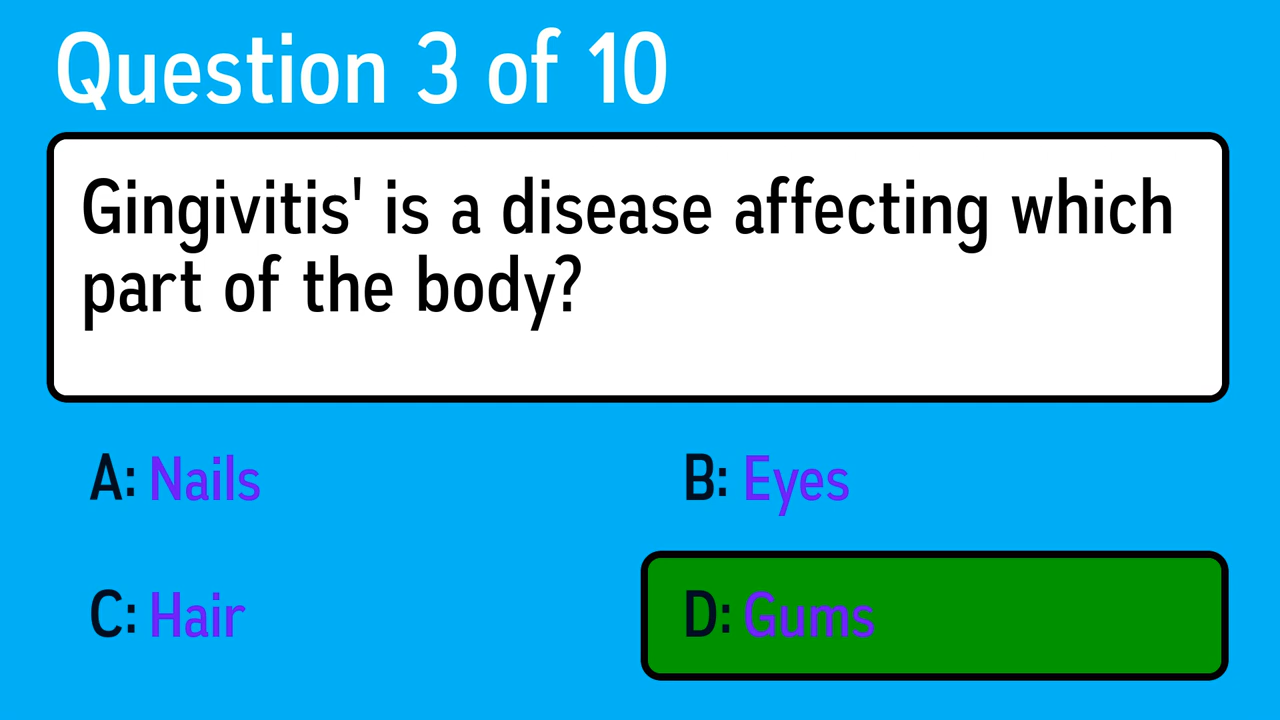 Question 3 of 10
Gingivitis' is a disease affecting which
part of the body?
A: Nails
B: Eyes
C: Hair
D: Gums